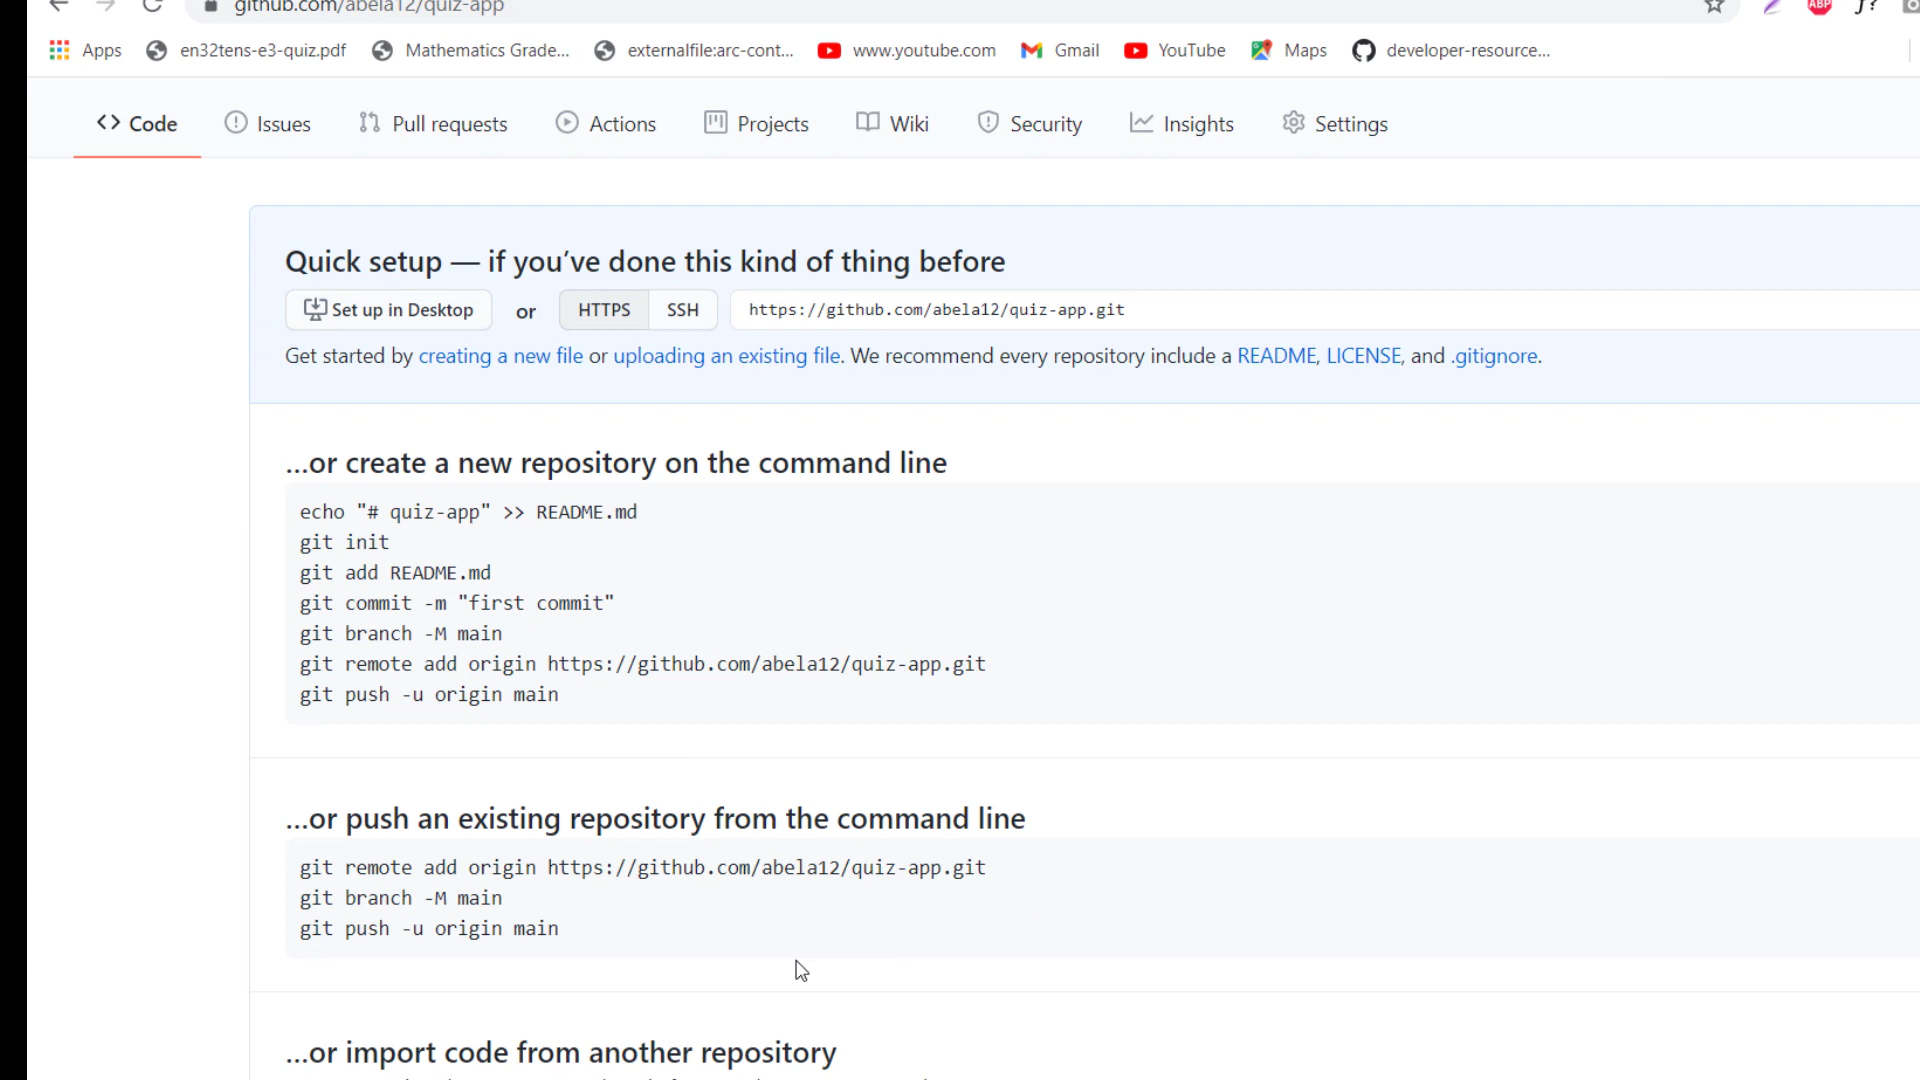 github.com/abela12/quiz-app
ABP
f?
Apps en32tens-e3-quiz.pdf Mathematics Grade... externalfile:arc-cont... www.youtube.com Gmail YouTube Maps developer-resource...
Code Issues Pull requests Actions Projects Wiki Security Insights Settings
Quick setup — if you’ve done this kind of thing before
Set up in Desktop or HTTPS SSH https://github.com/abela12/quiz-app.git
Get started by creating a new file or uploading an existing file. We recommend every repository include a README, LICENSE, and .gitignore.
...or create a new repository on the command line
echo "# quiz-app" >> README.md
git init
git add README.md
git commit -m "first commit"
git branch -M main
git remote add origin https://github.com/abela12/quiz-app.git
git push -u origin main
...or push an existing repository from the command line
git remote add origin https://github.com/abela12/quiz-app.git
git branch -M main
git push -u origin main
...or import code from another repository